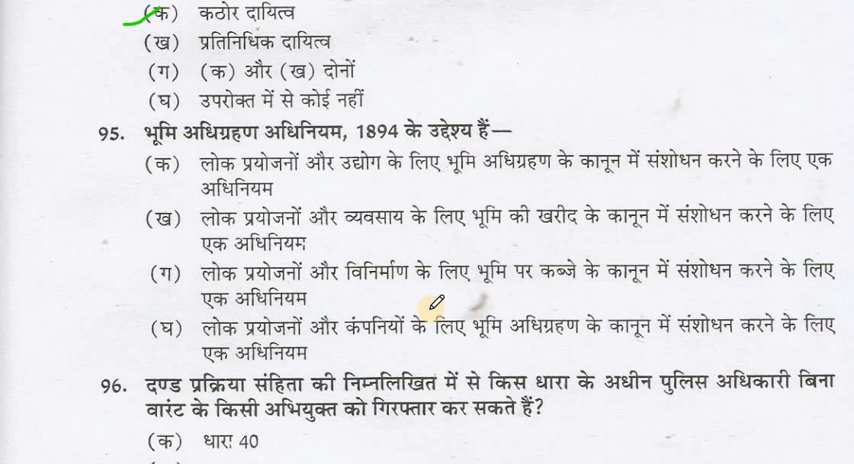 (क) कठोर दायित्व
(ख) प्रतिनिधिक दायित्व
(ग) (क) और (ख) दोनों
(घ) उपरोक्त में से कोई नहीं
95. भूमि अधिग्रहण अधिनियम, 1894 के उद्देश्य हैं—
(क) लोक प्रयोजनों और उद्योग के लिए भूमि अधिग्रहण के कानून में संशोधन करने के लिए एक
अधिनियम
(ख) लोक प्रयोजनों और व्यवसाय के लिए भूमि की खरीद के कानून में संशोधन करने के लिए
एक अधिनियम
(ग) लोक प्रयोजनों और विनिर्माण के लिए भूमि पर कब्जे के कानून में संशोधन करने के लिए
एक अधिनियम
(घ) लोक प्रयोजनों और कंपनियों के लिए भूमि अधिग्रहण के कानून में संशोधन करने के लिए
एक अधिनियम
96. दण्ड प्रक्रिया संहिता की निम्नलिखित में से किस धारा के अधीन पुलिस अधिकारी बिना
वारंट के किसी अभियुक्त को गिरफ्तार कर सकते हैं?
(क) धारा 40